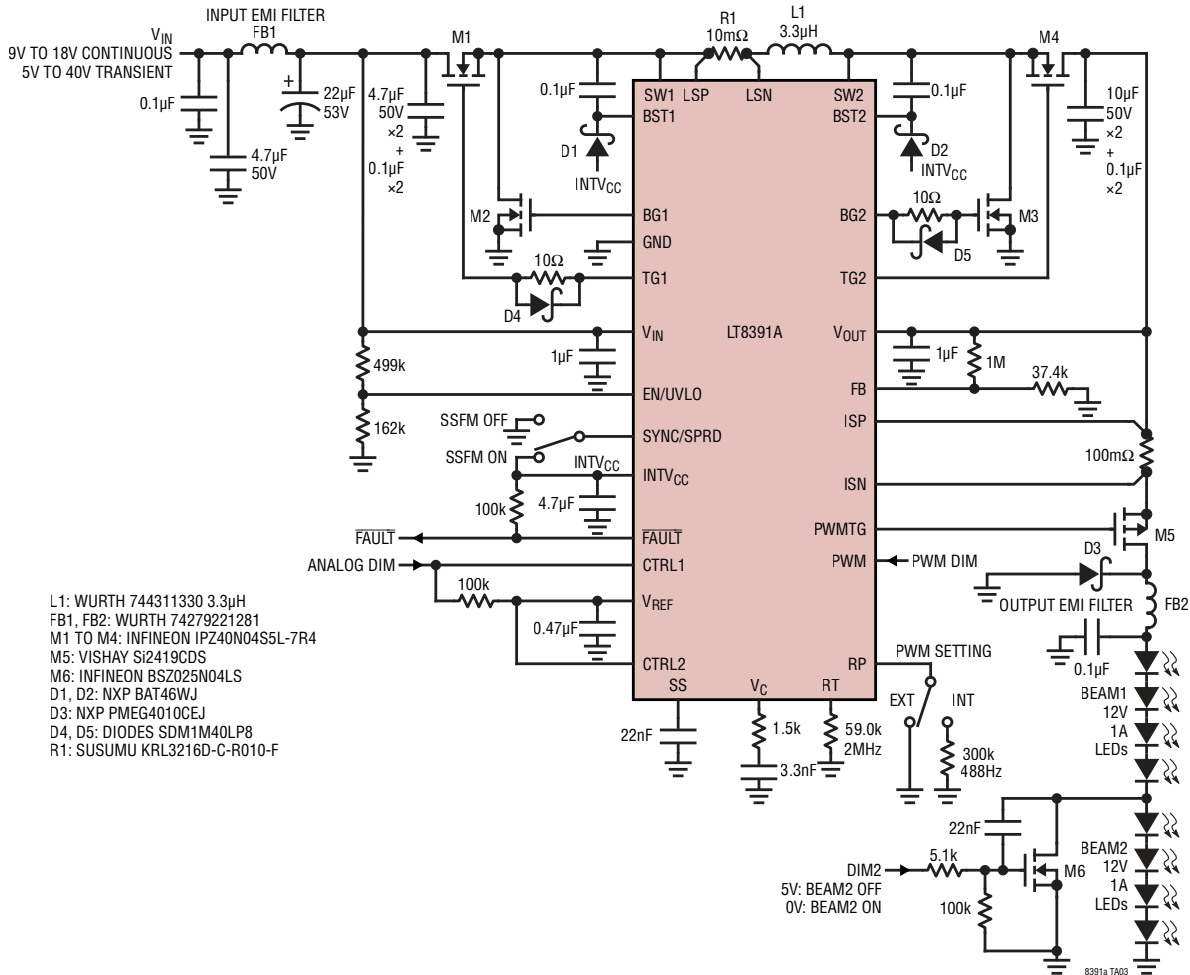 INPUT EMI FILTER
FB1
VIN
9V TO 18V CONTINUOUS
5V TO 40V TRANSIENT
0.1µF
4.7µF
50V
+
22µF
53V
4.7µF
50V
×2
+
0.1µF
×2
M1
R1
10mΩ
L1
3.3µH
M4
0.1µF
D1
INTVCC
SW1
LSP
LSN
SW2
BST1
BST2
0.1µF
D2
INTVCC
10µF
50V
×2
+
0.1µF
×2
M2
BG1
BG2
10Ω
D5
M3
GND
10Ω
D4
TG1
TG2
VIN
LT8391A
VOUT
1µF
1µF
1M
499k
37.4k
FB
EN/UVLO
162k
SSFM OFF
SSFM ON
SYNC/SPRD
ISP
100mΩ
INTVCC
INTVCC
100k
4.7µF
ISN
FAULT
FAULT
PWMTG
M5
ANALOG DIM
CTRL1
PWM
PWM DIM
D3
100k
VREF
OUTPUT EMI FILTER
FB2
0.47µF
0.1µF
CTRL2
RP
PWM SETTING
EXT
INT
300k
488Hz
SS
VC
RT
22nF
1.5k
3.3nF
59.0k
2MHz
BEAM1
12V
1A
LEDs
L1: WURTH 744311330 3.3µH
FB1, FB2: WURTH 74279221281
M1 TO M4: INFINEON IPZ40N04S5L-7R4
M5: VISHAY Si2419CDS
M6: INFINEON BSZ025N04LS
D1, D2: NXP BAT46WJ
D3: NXP PMEG4010CEJ
D4, D5: DIODES SDM1M40LP8
R1: SUSUMU KRL3216D-C-R010-F
22nF
5.1k
DIM2
5V: BEAM2 OFF
0V: BEAM2 ON
100k
M6
BEAM2
12V
1A
LEDs
8391a TA03